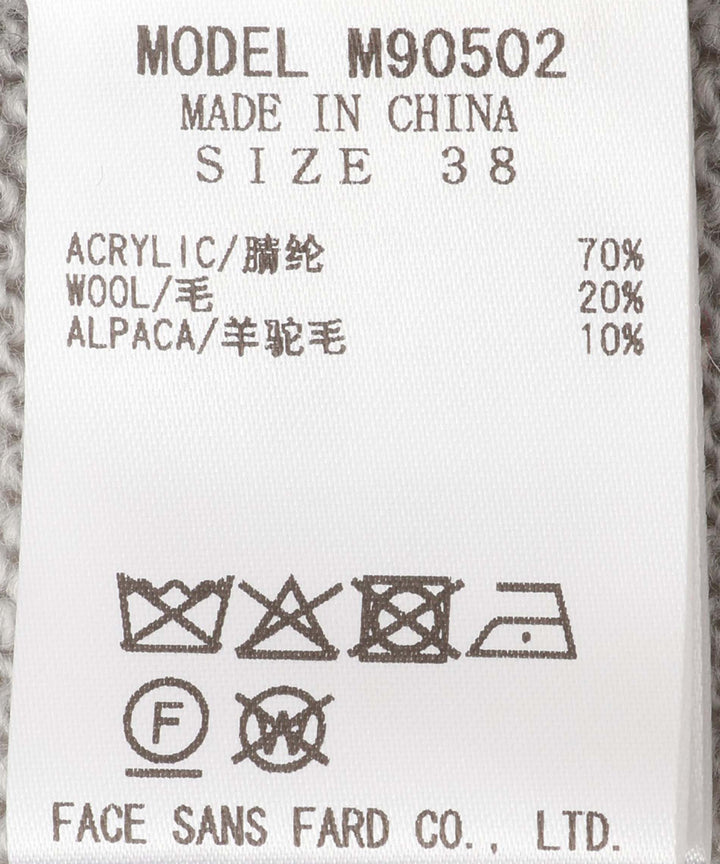 MODEL M90502
MADE IN CHINA
SIZE 38
ACRYLIC/腈纶 70%
WOOL/毛 20%
ALPACA/羊驼毛 10%
F
W
FACE SANS FARD CO., LTD.